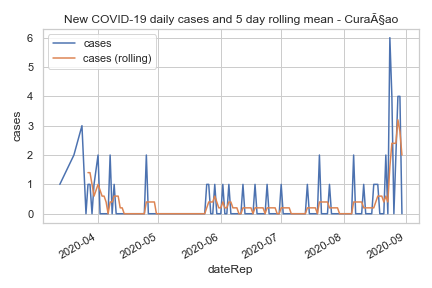 New COVID-19 daily cases and 5 day rolling mean - CuraÃ§ao
cases
cases (rolling)
6
5
4
3
2
1
0
cases
2020-04
2020-05
2020-06
2020-07
2020-08
2020-09
dateRep